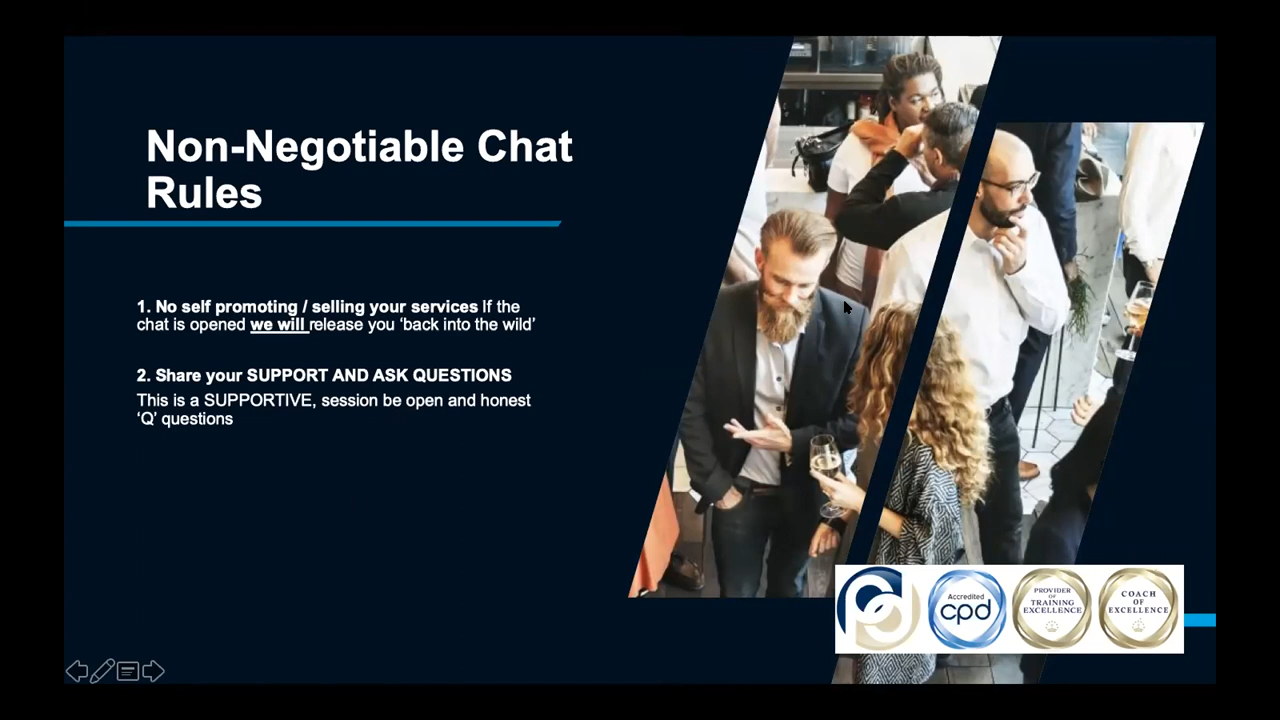 Non-Negotiable Chat
Rules
1. No self promoting / selling your services If the
chat is opened we will release you ‘back into the wild’
2. Share your SUPPORT AND ASK QUESTIONS
This is a SUPPORTIVE, session be open and honest
‘Q’ questions
pd
Accredited
cpd
PROVIDER
OF
TRAINING
EXCELLENCE
COACH
OF
EXCELLENCE